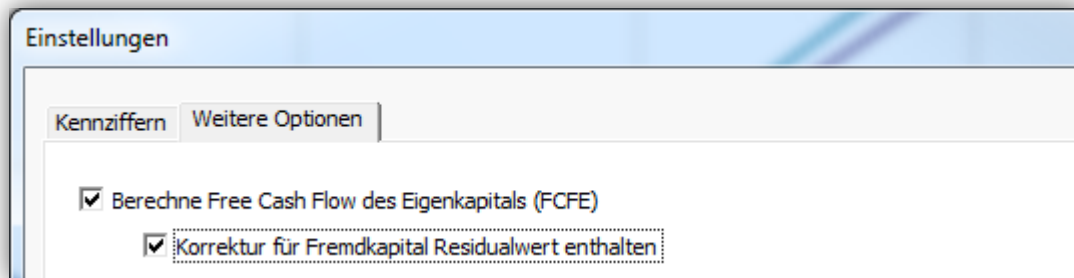 Einstellungen
Kennziffern Weitere Optionen
Berechne Free Cash Flow des Eigenkapitals (FCFE)
Korrektur für Fremdkapital Residualwert enthalten